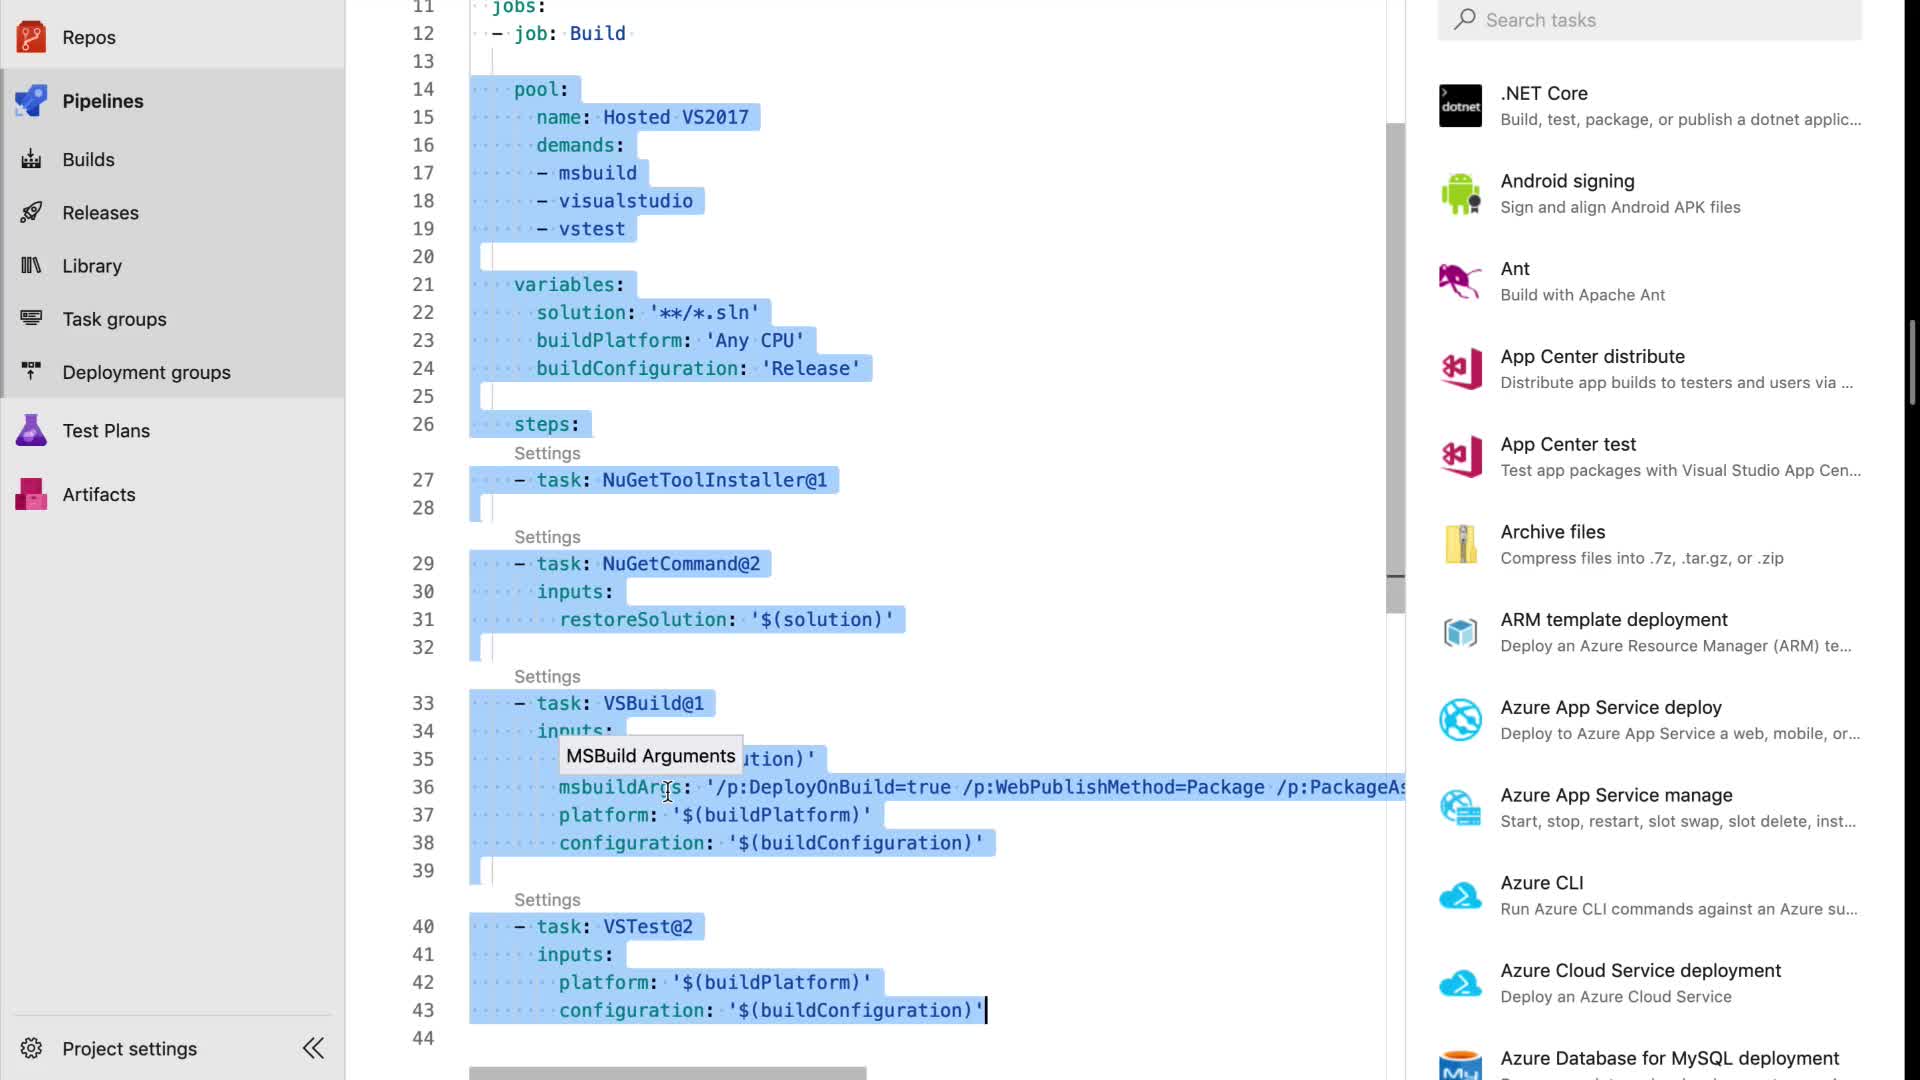 Repos
Pipelines
Builds
Releases
Library
Task groups
Deployment groups
Test Plans
Artifacts
Project settings
11 jobs:
12 - job: Build
13
14 pool:
15 name: Hosted VS2017
16 demands:
17 - msbuild
18 - visualstudio
19 - vstest
20
21 variables:
22 solution: '**/*.sln'
23 buildPlatform: 'Any CPU'
24 buildConfiguration: 'Release'
25
26 steps:
Settings
27 - task: NuGetToolInstaller@1
28
Settings
29 - task: NuGetCommand@2
30 inputs:
31 restoreSolution: '$(solution)'
32
Settings
33 - task: VSBuild@1
34 inputs:
MSBuild Arguments
35 ution)'
36 msbuildArgs: '/p:DeployOnBuild=true /p:WebPublishMethod=Package /p:PackageAs
37 platform: '$(buildPlatform)'
38 configuration: '$(buildConfiguration)'
39
Settings
40 - task: VSTest@2
41 inputs:
42 platform: '$(buildPlatform)'
43 configuration: '$(buildConfiguration)'
44
Search tasks
dotnet
.NET Core
Build, test, package, or publish a dotnet applic...
Android signing
Sign and align Android APK files
Ant
Build with Apache Ant
App Center distribute
Distribute app builds to testers and users via ...
App Center test
Test app packages with Visual Studio App Cen...
Archive files
Compress files into .7z, .tar.gz, or .zip
ARM template deployment
Deploy an Azure Resource Manager (ARM) te...
Azure App Service deploy
Deploy to Azure App Service a web, mobile, or...
Azure App Service manage
Start, stop, restart, slot swap, slot delete, inst...
Azure CLI
Run Azure CLI commands against an Azure su...
Azure Cloud Service deployment
Deploy an Azure Cloud Service
My
Azure Database for MySQL deployment